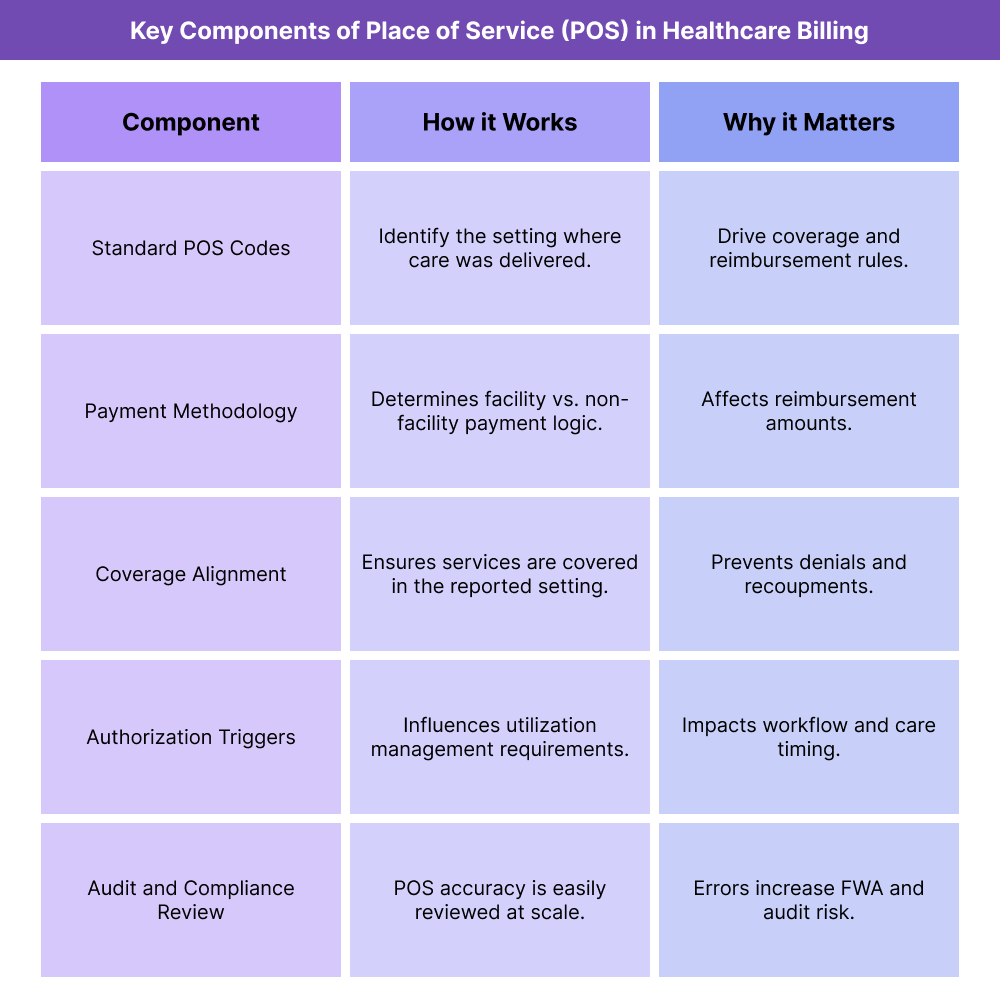 Key Components of Place of Service (POS) in Healthcare Billing
Component
How it Works
Why it Matters
Standard POS Codes
Identify the setting where
care was delivered.
Drive coverage and
reimbursement rules.
Payment Methodology
Determines facility vs. non-
facility payment logic.
Affects reimbursement
amounts.
Coverage Alignment
Ensures services are covered
in the reported setting.
Prevents denials and
recoupments.
Authorization Triggers
Influences utilization
management requirements.
Impacts workflow and care
timing.
Audit and Compliance
Review
POS accuracy is easily
reviewed at scale.
Errors increase FWA and
audit risk.